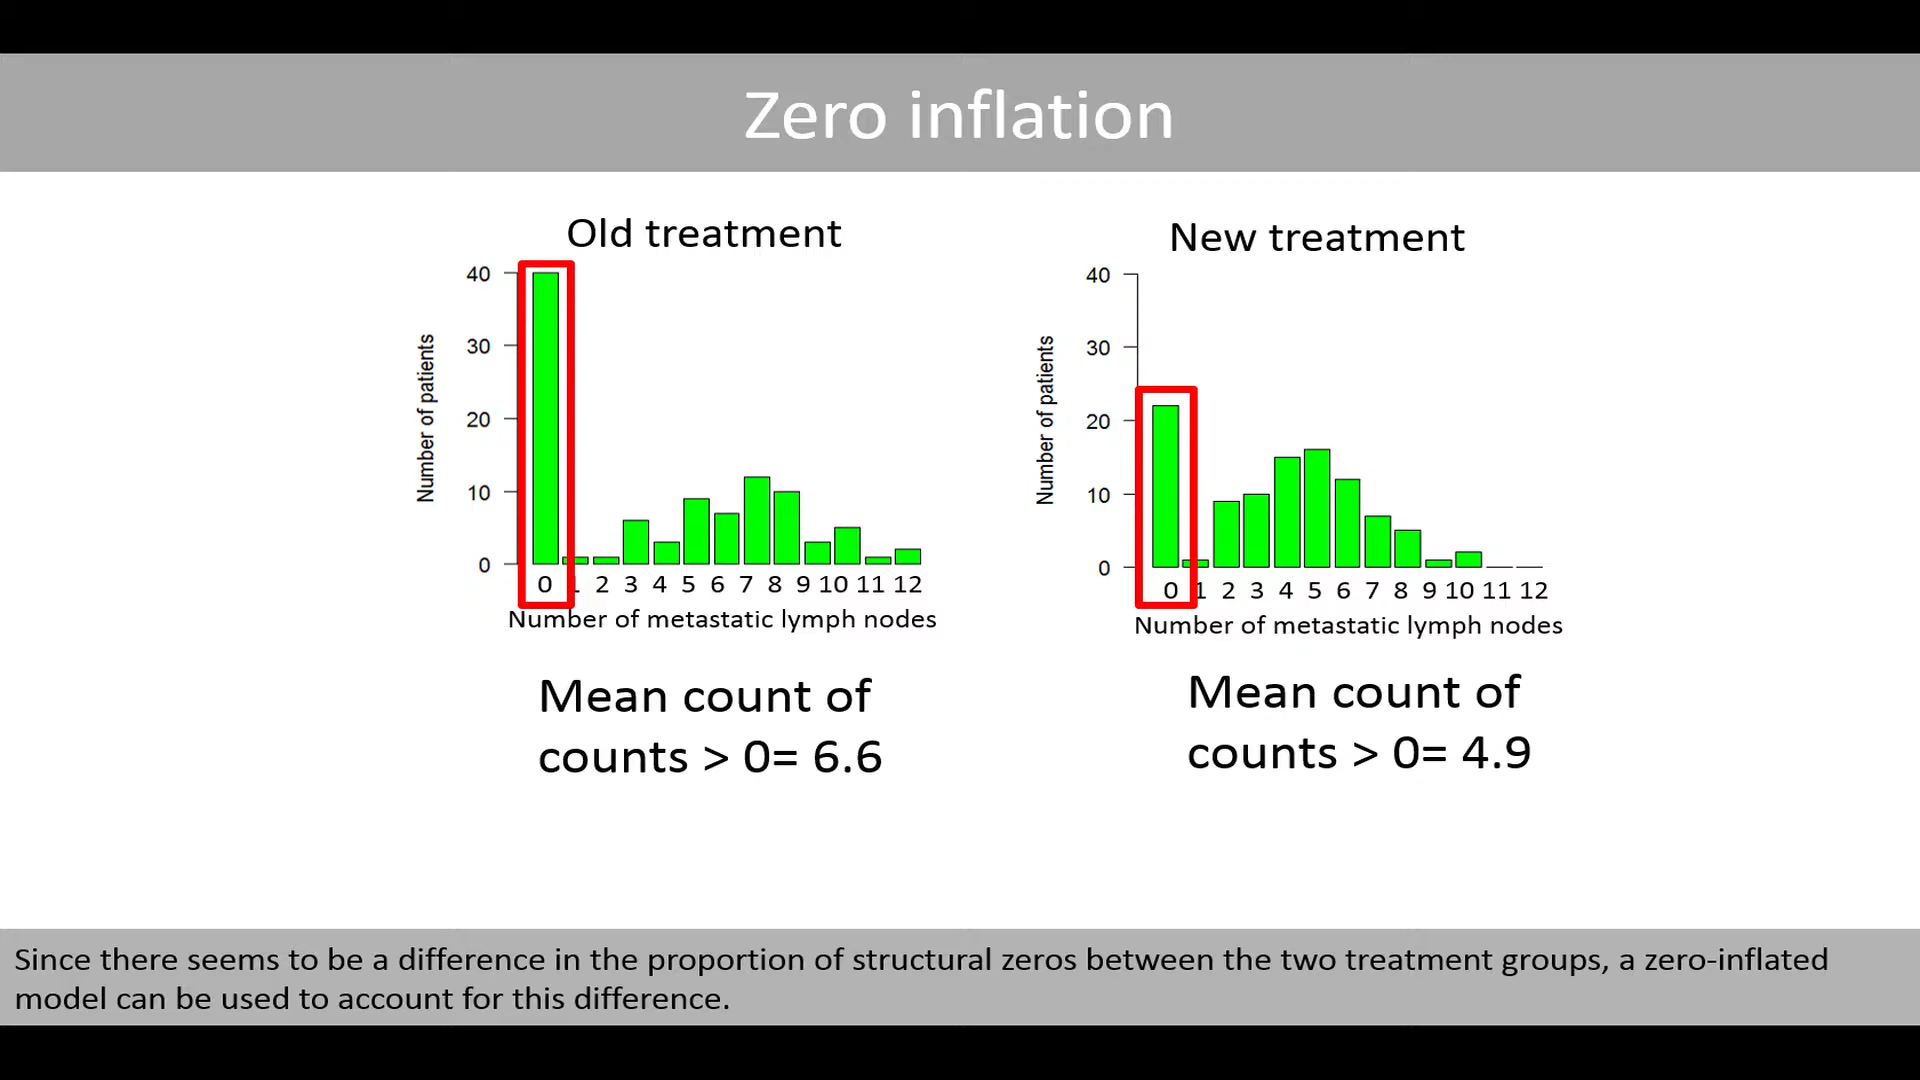 Zero inflation
Old treatment
40
30
20
10
0
Number of patients
0 1 2 3 4 5 6 7 8 9 10 11 12
Number of metastatic lymph nodes
Mean count of
counts > 0= 6.6
New treatment
40
30
20
10
0
Number of patients
0 1 2 3 4 5 6 7 8 9 10 11 12
Number of metastatic lymph nodes
Mean count of
counts > 0= 4.9
Since there seems to be a difference in the proportion of structural zeros between the two treatment groups, a zero-inflated
model can be used to account for this difference.